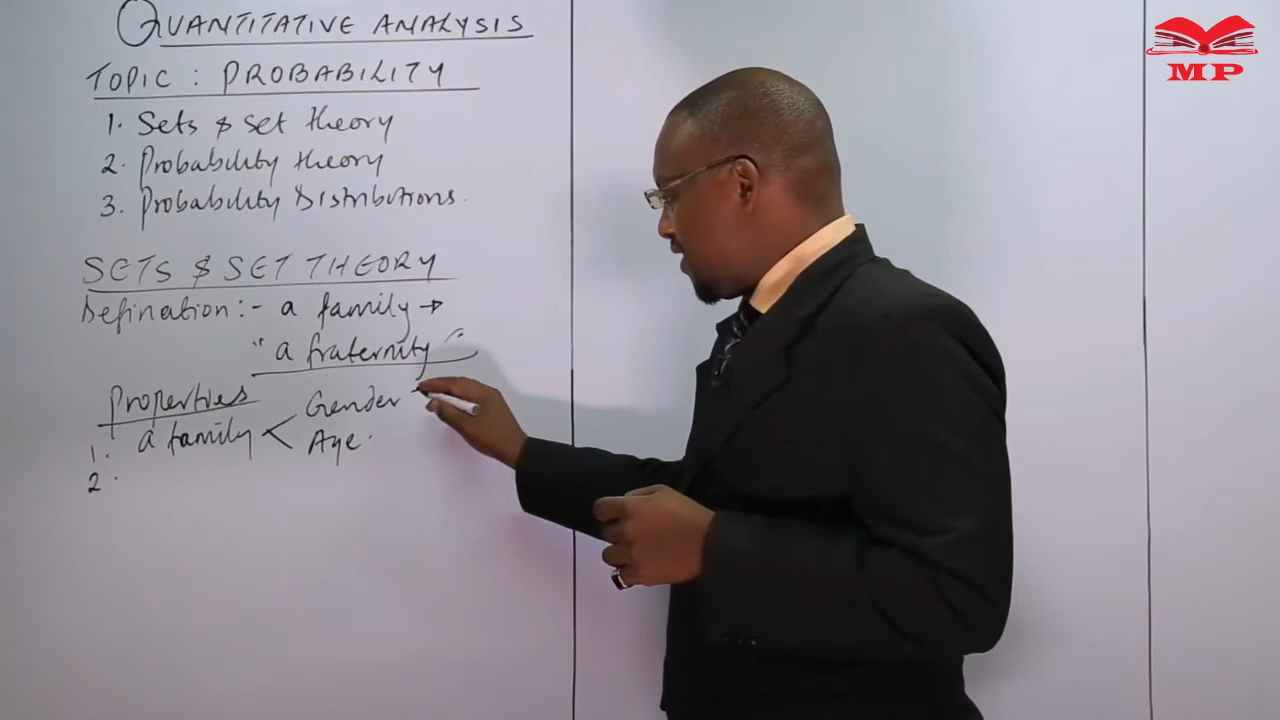 QUANTITATIVE ANALYSIS
TOPIC : PROBABILITY
1. Sets & set theory
2. Probability theory
3. Probability Distributions.
SETS & SET THEORY
Defination :- a family →
"a fraternity"
Properties
1. a family < Gender
Age.
2.
MP